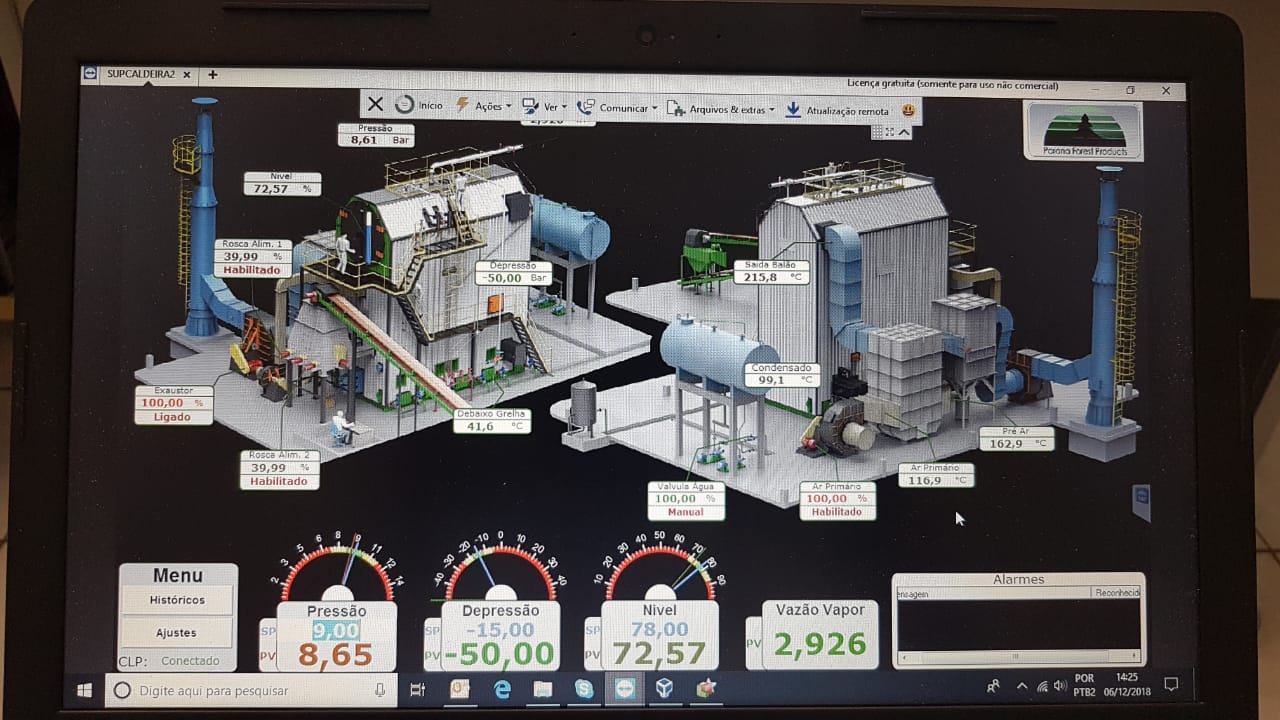 SUPCALDEIRA2
Licença gratuita (somente para uso não comercial)
Início Ações Ver Comunicar Arquivos & extras Atualização remota
Parana Forest Products
Pressão
8,61 Bar
Nivel
72,57 %
Rosca Alim. 1
39,99 %
Habilitado
Depressão
-50,00 Bar
Saida Balão
215,8 °C
Condensado
99,1 °C
Exaustor
100,00 %
Ligado
Debaixo Grelha
41,6 °C
Pré Ar
162,9 °C
Rosca Alim. 2
39,99 %
Habilitado
Ar Primário
116,9 °C
Valvula Água
100,00 %
Manual
Ar Primário
100,00 %
Habilitado
2 3 5 6 8 9 11 12 14
-40 -30 -20 -10 0 10 20 30 40
10 20 30 40 50 60 70 80 90
Menu
Históricos
Ajustes
CLP: Conectado
Pressão
SP 9,00
PV 8,65
Depressão
SP -15,00
PV -50,00
Nivel
SP 78,00
PV 72,57
Vazão Vapor
PV 2,926
Alarmes
ensagem Reconhecid
Digite aqui para pesquisar
POR
PTB2
14:25
06/12/2018